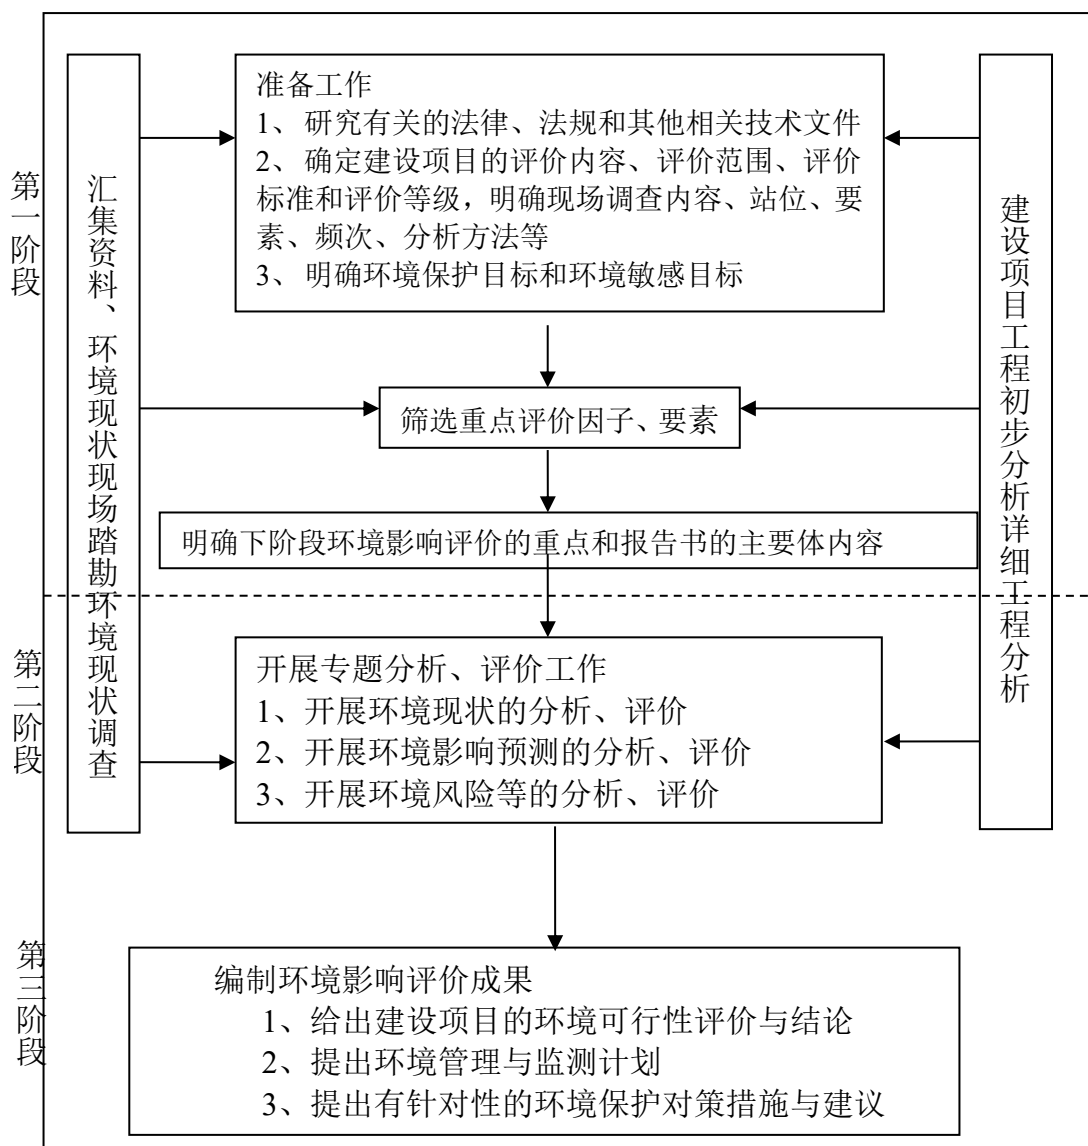 第一阶段
汇集资料、环境现状现场踏勘环境现状调查
准备工作
1、 研究有关的法律、法规和其他相关技术文件
2、 确定建设项目的评价内容、评价范围、评价
标准和评价等级，明确现场调查内容、站位、要
素、频次、分析方法等
3、 明确环境保护目标和环境敏感目标
建设项目工程初步分析详细工程分析
筛选重点评价因子、要素
明确下阶段环境影响评价的重点和报告书的主要体内容
第二阶段
开展专题分析、评价工作
1、开展环境现状的分析、评价
2、开展环境影响预测的分析、评价
3、开展环境风险等的分析、评价
第三阶段
编制环境影响评价成果
1、给出建设项目的环境可行性评价与结论
2、提出环境管理与监测计划
3、提出有针对性的环境保护对策措施与建议